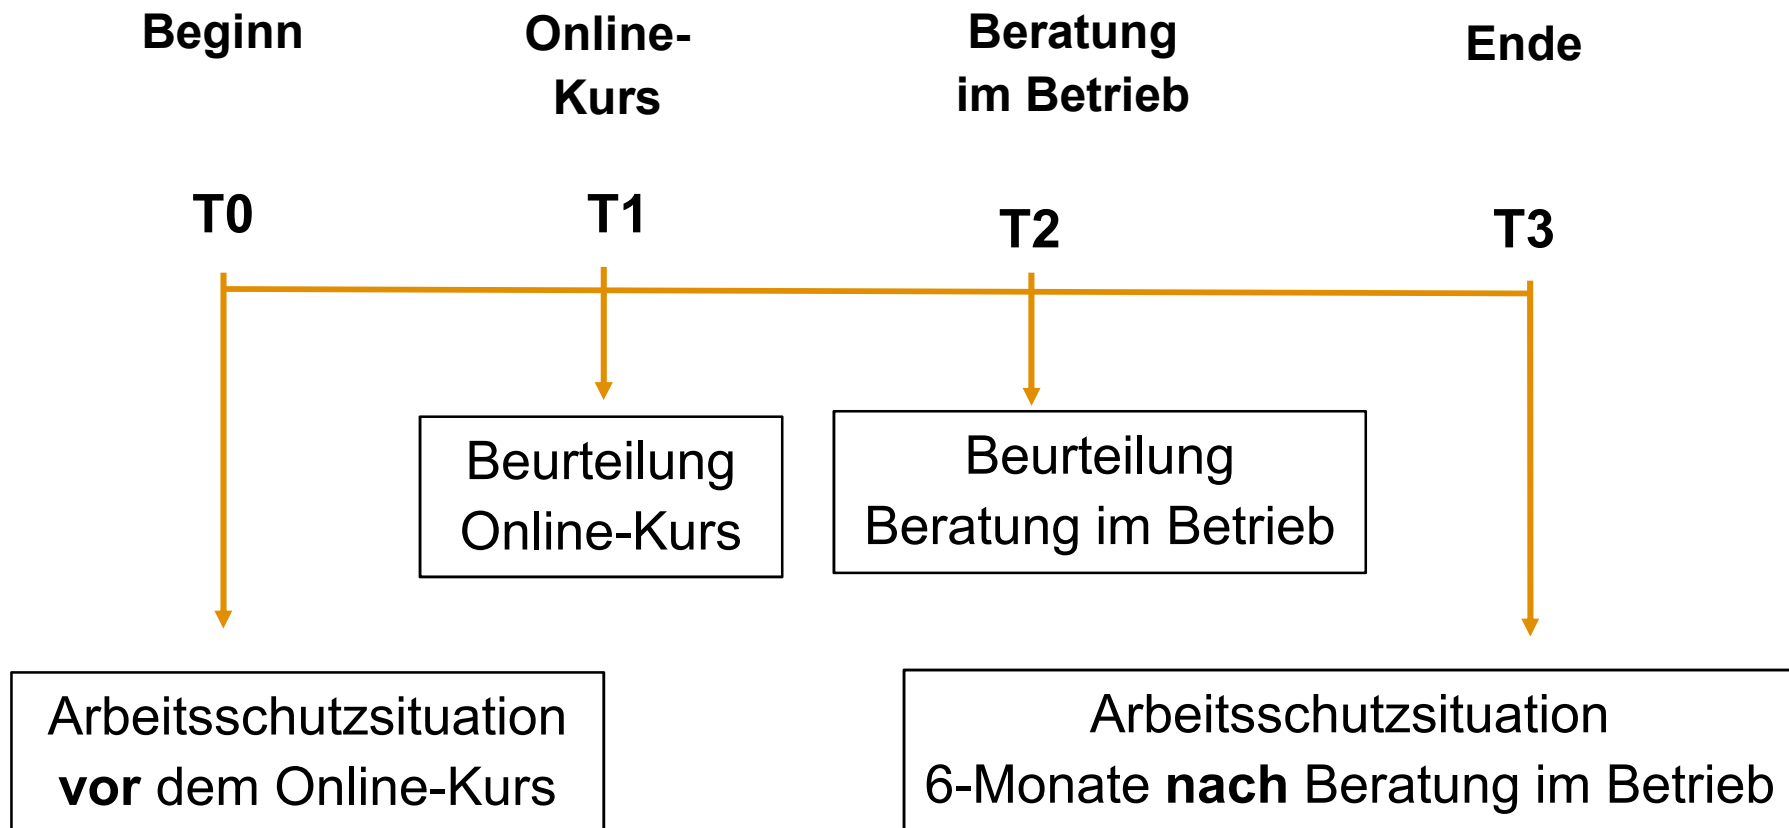 Beginn
Online-
Kurs
Beratung
im Betrieb
Ende
T0
T1
T2
T3
Beurteilung
Online-Kurs
Beurteilung
Beratung im Betrieb
Arbeitsschutzsituation
vor dem Online-Kurs
Arbeitsschutzsituation
6-Monate nach Beratung im Betrieb